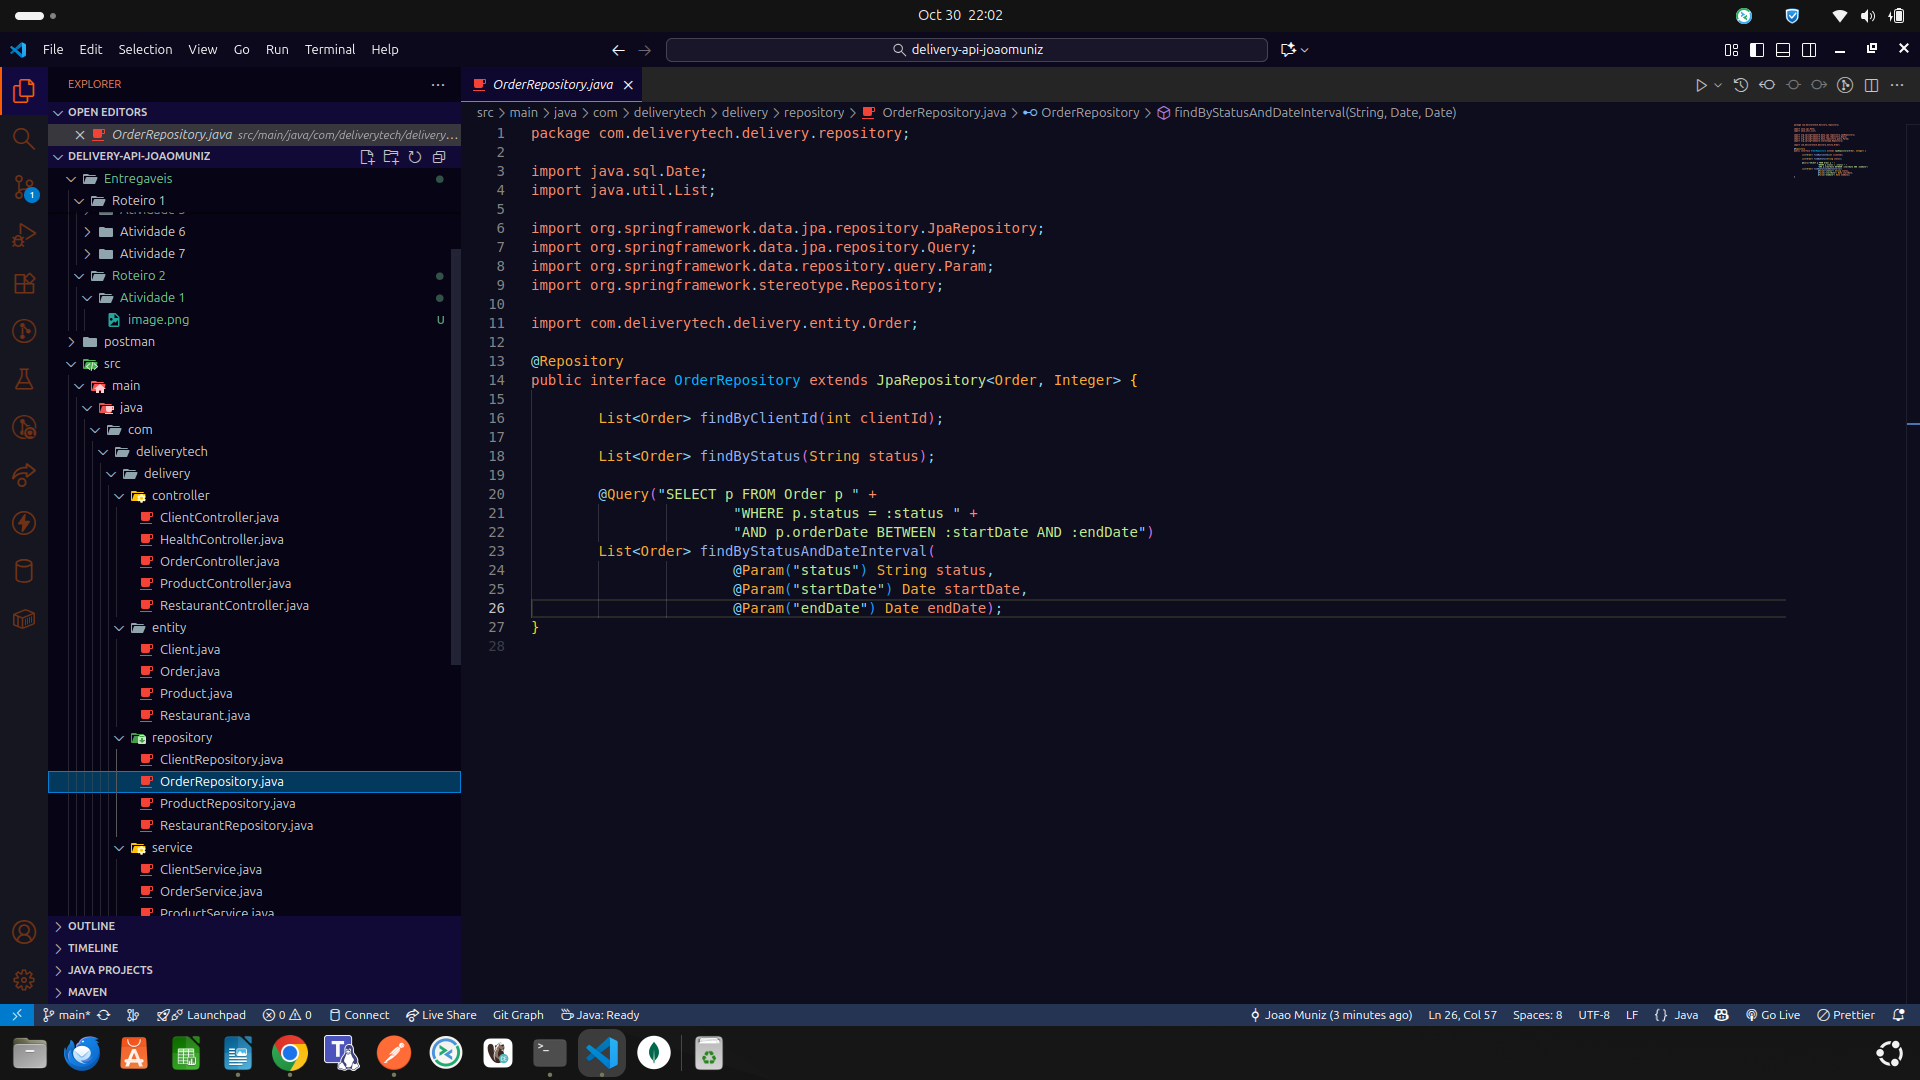 Oct 30 22:02
File Edit Selection View Go Run Terminal Help
delivery-api-joaomuniz
EXPLORER
OPEN EDITORS
OrderRepository.java src/main/java/com/deliverytech/delivery...
DELIVERY-API-JOAOMUNIZ
Entregaveis
Roteiro 1
Atividade 6
Atividade 7
Roteiro 2
Atividade 1
image.png U
postman
src
main
java
com
deliverytech
delivery
controller
ClientController.java
HealthController.java
OrderController.java
ProductController.java
RestaurantController.java
entity
Client.java
Order.java
Product.java
Restaurant.java
repository
ClientRepository.java
OrderRepository.java
ProductRepository.java
RestaurantRepository.java
service
ClientService.java
OrderService.java
ProductService.java
OUTLINE
TIMELINE
JAVA PROJECTS
MAVEN
1
OrderRepository.java
src > main > java > com > deliverytech > delivery > repository > OrderRepository.java > OrderRepository > findByStatusAndDateInterval(String, Date, Date)
1 package com.deliverytech.delivery.repository;
2
3 import java.sql.Date;
4 import java.util.List;
5
6 import org.springframework.data.jpa.repository.JpaRepository;
7 import org.springframework.data.jpa.repository.Query;
8 import org.springframework.data.repository.query.Param;
9 import org.springframework.stereotype.Repository;
10
11 import com.deliverytech.delivery.entity.Order;
12
13 @Repository
14 public interface OrderRepository extends JpaRepository<Order, Integer> {
15
16 List<Order> findByClientId(int clientId);
17
18 List<Order> findByStatus(String status);
19
20 @Query("SELECT p FROM Order p " +
21 "WHERE p.status = :status " +
22 "AND p.orderDate BETWEEN :startDate AND :endDate")
23 List<Order> findByStatusAndDateInterval(
24 @Param("status") String status,
25 @Param("startDate") Date startDate,
26 @Param("endDate") Date endDate);
27 }
28
main* Launchpad 0 0 Connect Live Share Git Graph Java: Ready Joao Muniz (3 minutes ago) Ln 26, Col 57 Spaces: 8 UTF-8 LF {} Java Go Live Prettier